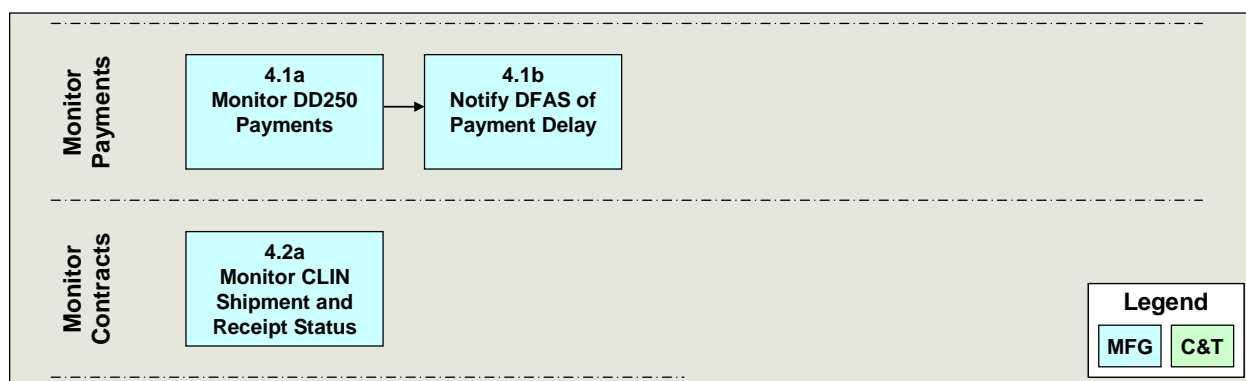 Monitor
Payments
4.1a
Monitor DD250
Payments
4.1b
Notify DFAS of
Payment Delay
Monitor
Contracts
4.2a
Monitor CLIN
Shipment and
Receipt Status
Legend
MFG
C&T